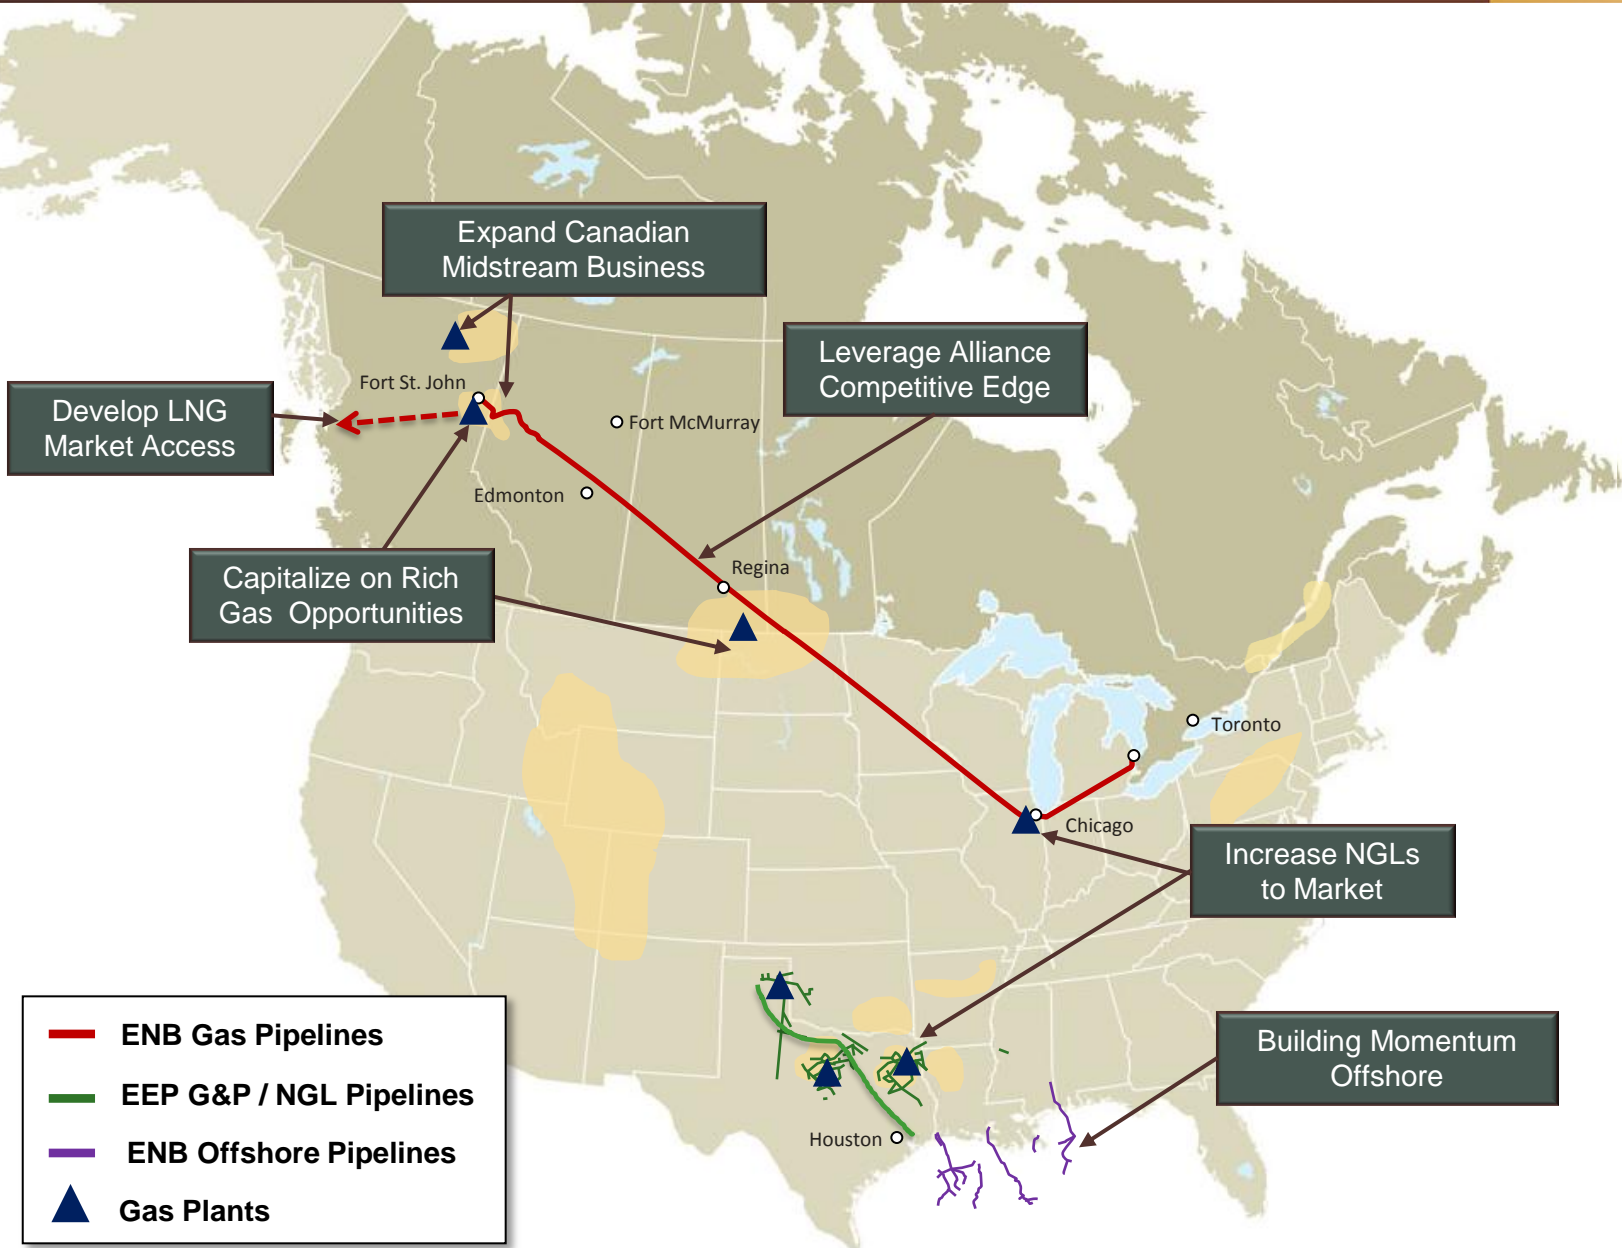 Expand Canadian
Midstream Business
Leverage Alliance
Competitive Edge
Fort St. John
Develop LNG
Market Access
Fort McMurray
Edmonton
Capitalize on Rich
Gas  Opportunities
Regina
Toronto
Chicago
Increase NGLs
to Market
Building Momentum
Offshore
Houston
ENB Gas Pipelines
EEP G&P / NGL Pipelines
ENB Offshore Pipelines
Gas Plants